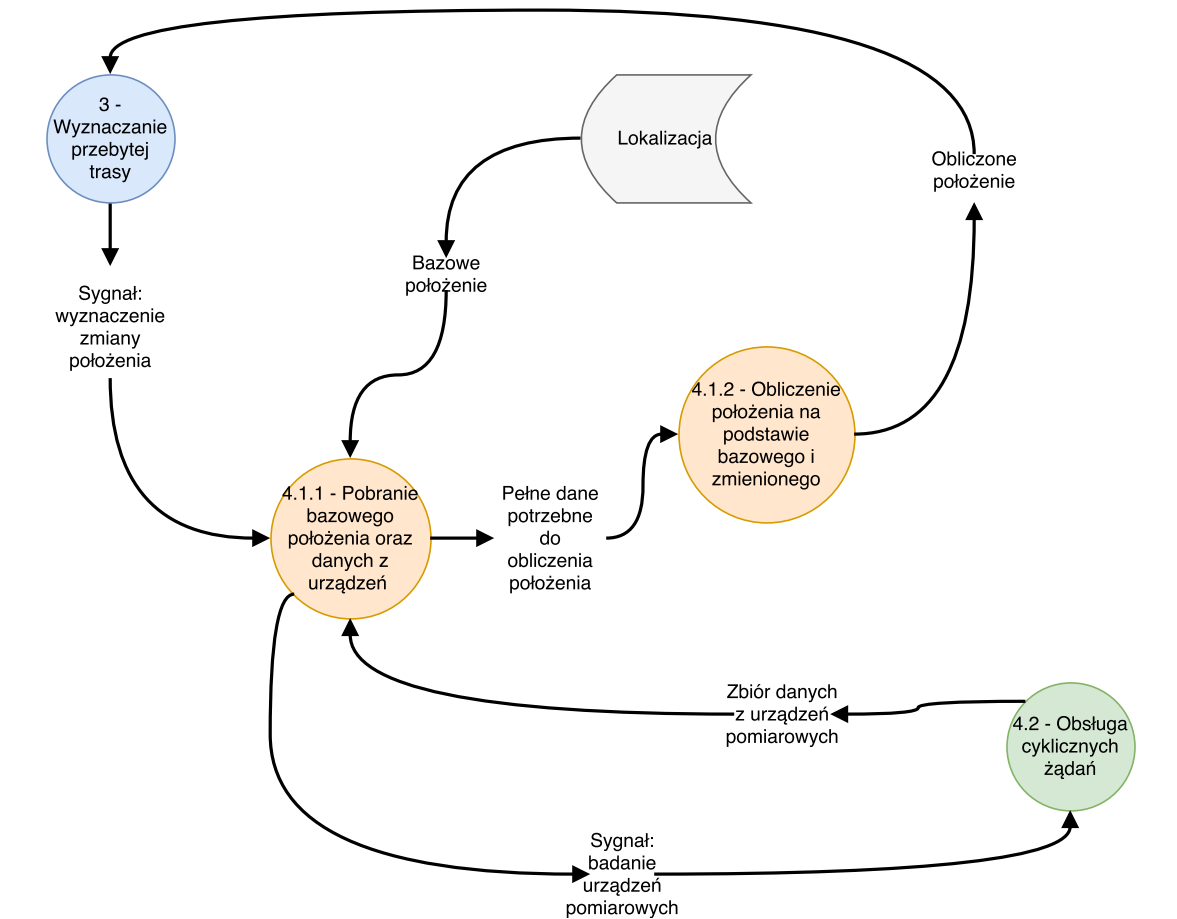 3 -
Wyznaczanie
przebytej
trasy
Lokalizacja
Obliczone
położenie
Bazowe
położenie
Sygnał:
wyznaczenie
zmiany
położenia
4.1.2 - Obliczenie
położenia na
podstawie
bazowego i
zmienionego
4.1.1 - Pobranie
bazowego
położenia oraz
danych z
urządzeń
Pełne dane
potrzebne
do
obliczenia
położenia
Zbiór danych
z urządzeń
pomiarowych
4.2 - Obsługa
cyklicznych
żądań
Sygnał:
badanie
urządzeń
pomiarowych